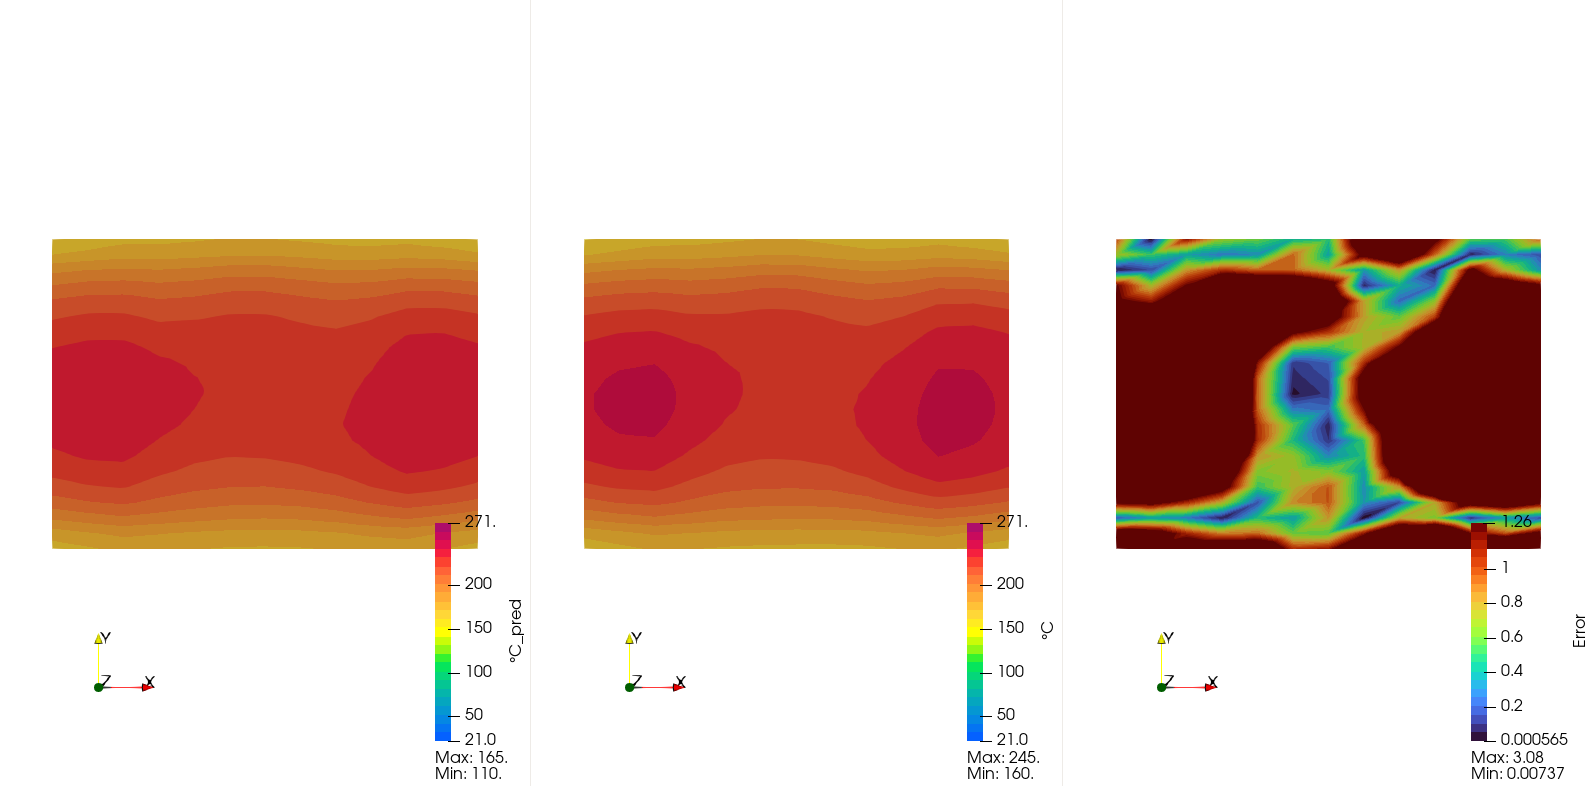 271.
200
150
100
50
21.0
°C_pred
Max: 165.
Min: 110.
Y
Z
X
271.
200
150
100
50
21.0
°C
Max: 245.
Min: 160.
Y
Z
X
1.26
1
0.8
0.6
0.4
0.2
0.000565
Error
Max: 3.08
Min: 0.00737
Y
Z
X